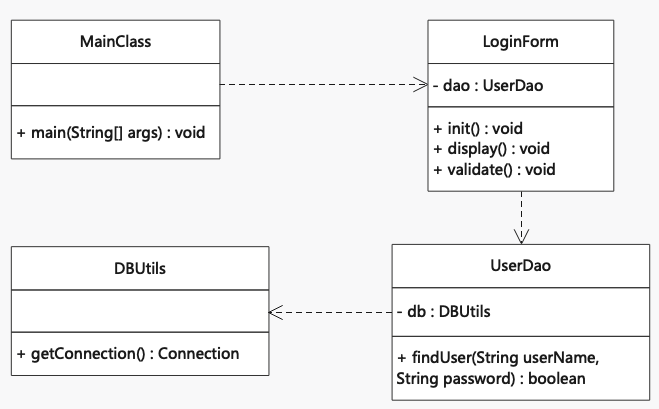 MainClass
+ main(String[] args) : void
LoginForm
- dao : UserDao
+ init() : void
+ display() : void
+ validate() : void
DBUtils
+ getConnection() : Connection
UserDao
- db : DBUtils
+ findUser(String userName,
String password) : boolean